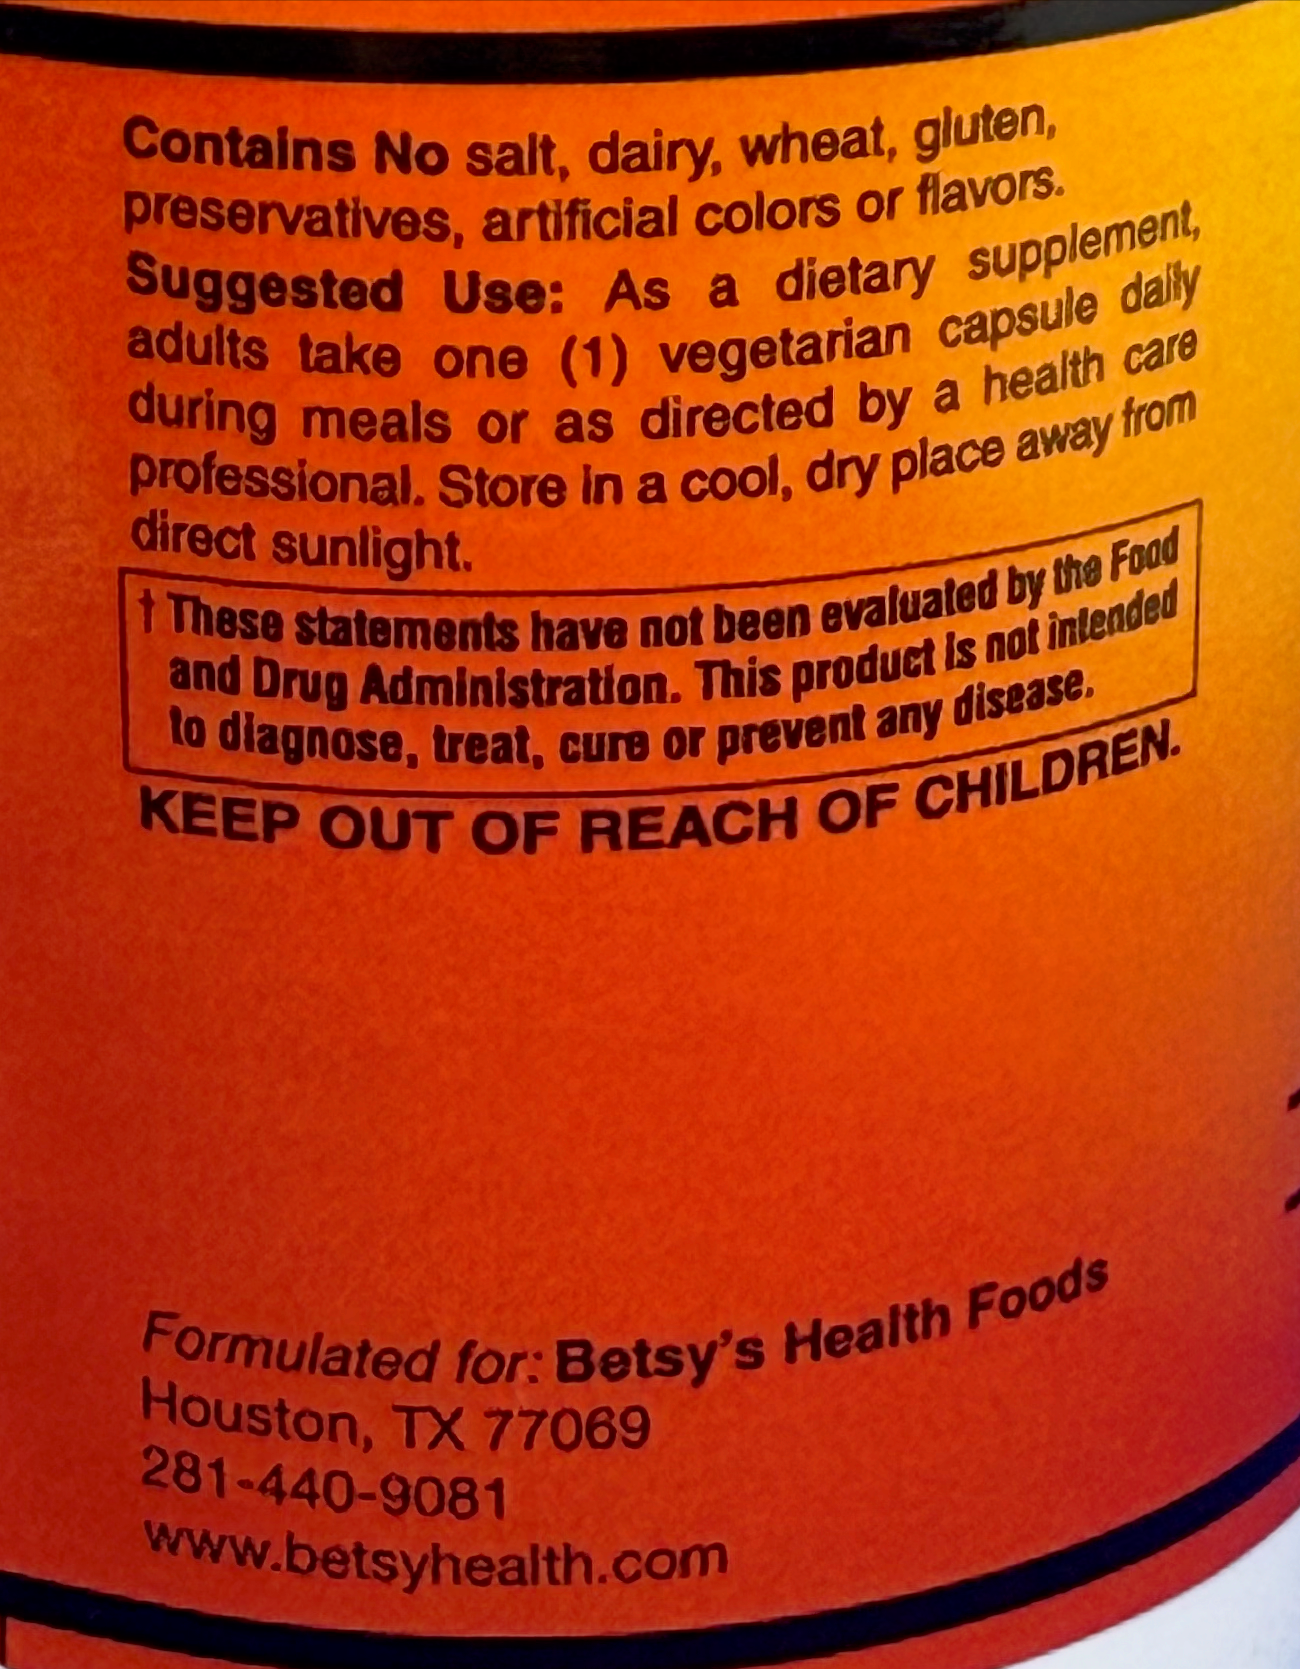 Contains No salt, dairy, wheat, gluten,
preservatives, artificial colors or flavors.
Suggested Use: As a dietary supplement,
adults take one (1) vegetarian capsule daily
during meals or as directed by a health care
professional. Store in a cool, dry place away from
direct sunlight.
† These statements have not been evaluated by the Food
and Drug Administration. This product is not intended
to diagnose, treat, cure or prevent any disease.
KEEP OUT OF REACH OF CHILDREN.
Formulated for: Betsy's Health Foods
Houston, TX 77069
281-440-9081
www.betsyhealth.com